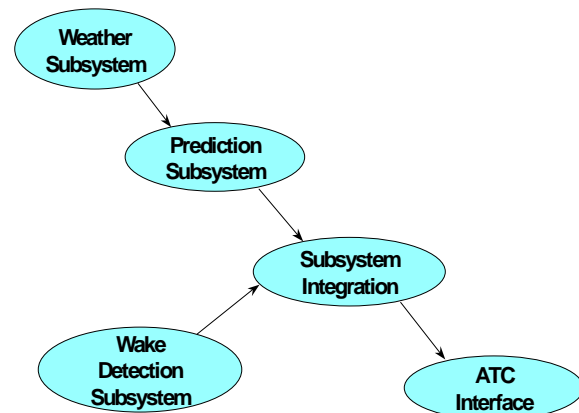 Weather
Subsystem
Prediction
Subsystem
Subsystem
Integration
Wake
Detection
Subsystem
ATC
Interface